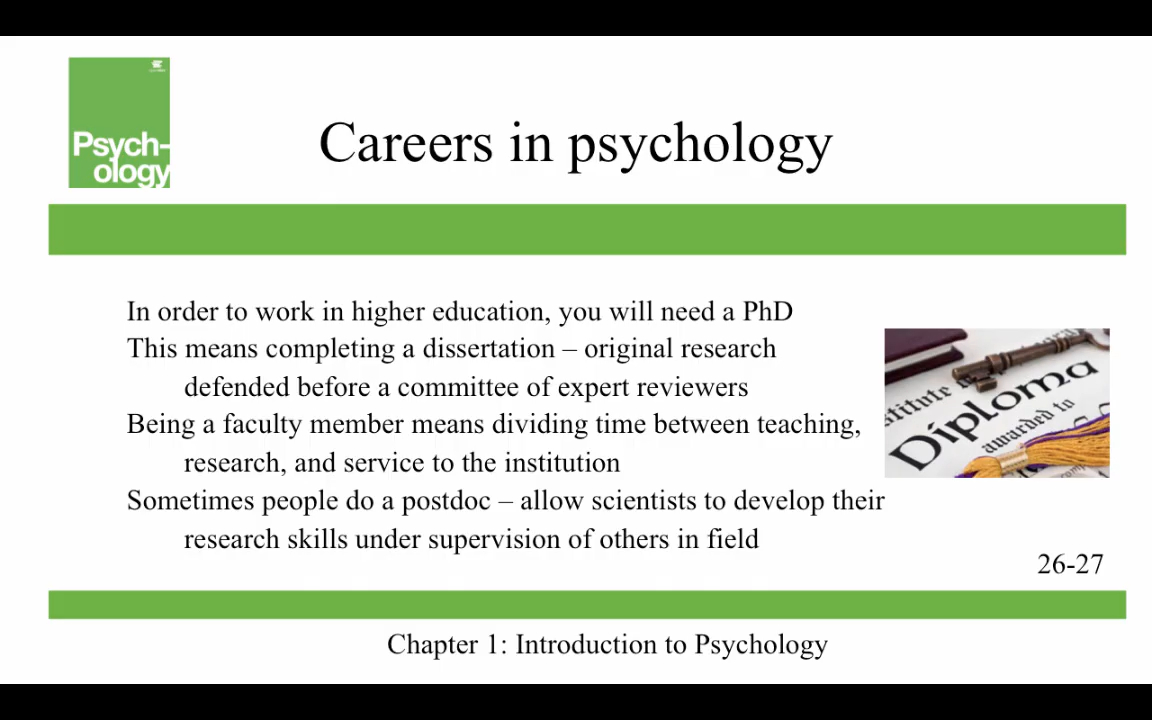 Psych-
ology
Careers in psychology
In order to work in higher education, you will need a PhD
This means completing a dissertation – original research
defended before a committee of expert reviewers
Being a faculty member means dividing time between teaching,
research, and service to the institution
Sometimes people do a postdoc – allow scientists to develop their
research skills under supervision of others in field
Diploma
awarded to
26-27
Chapter 1: Introduction to Psychology